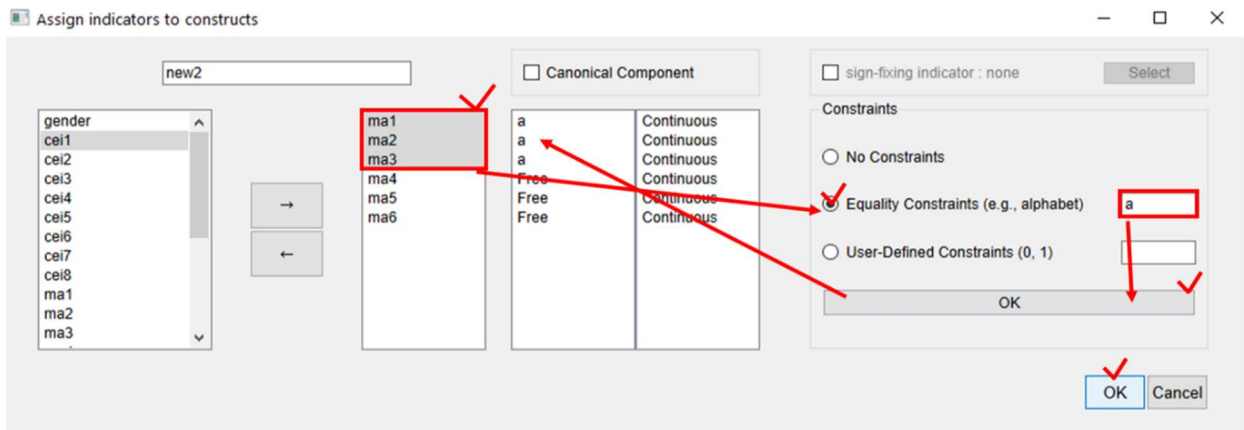 Assign indicators to constructs
new2
Canonical Component
sign-fixing indicator : none
Select
gender
cei1
cei2
cei3
cei4
cei5
cei6
cei7
cei8
ma1
ma2
ma3
→
←
ma1
ma2
ma3
ma4
ma5
ma6
a
a
a
Free
Free
Free
Continuous
Continuous
Continuous
Continuous
Continuous
Continuous
Constraints
No Constraints
Equality Constraints (e.g., alphabet)
a
User-Defined Constraints (0, 1)
OK
OK
Cancel